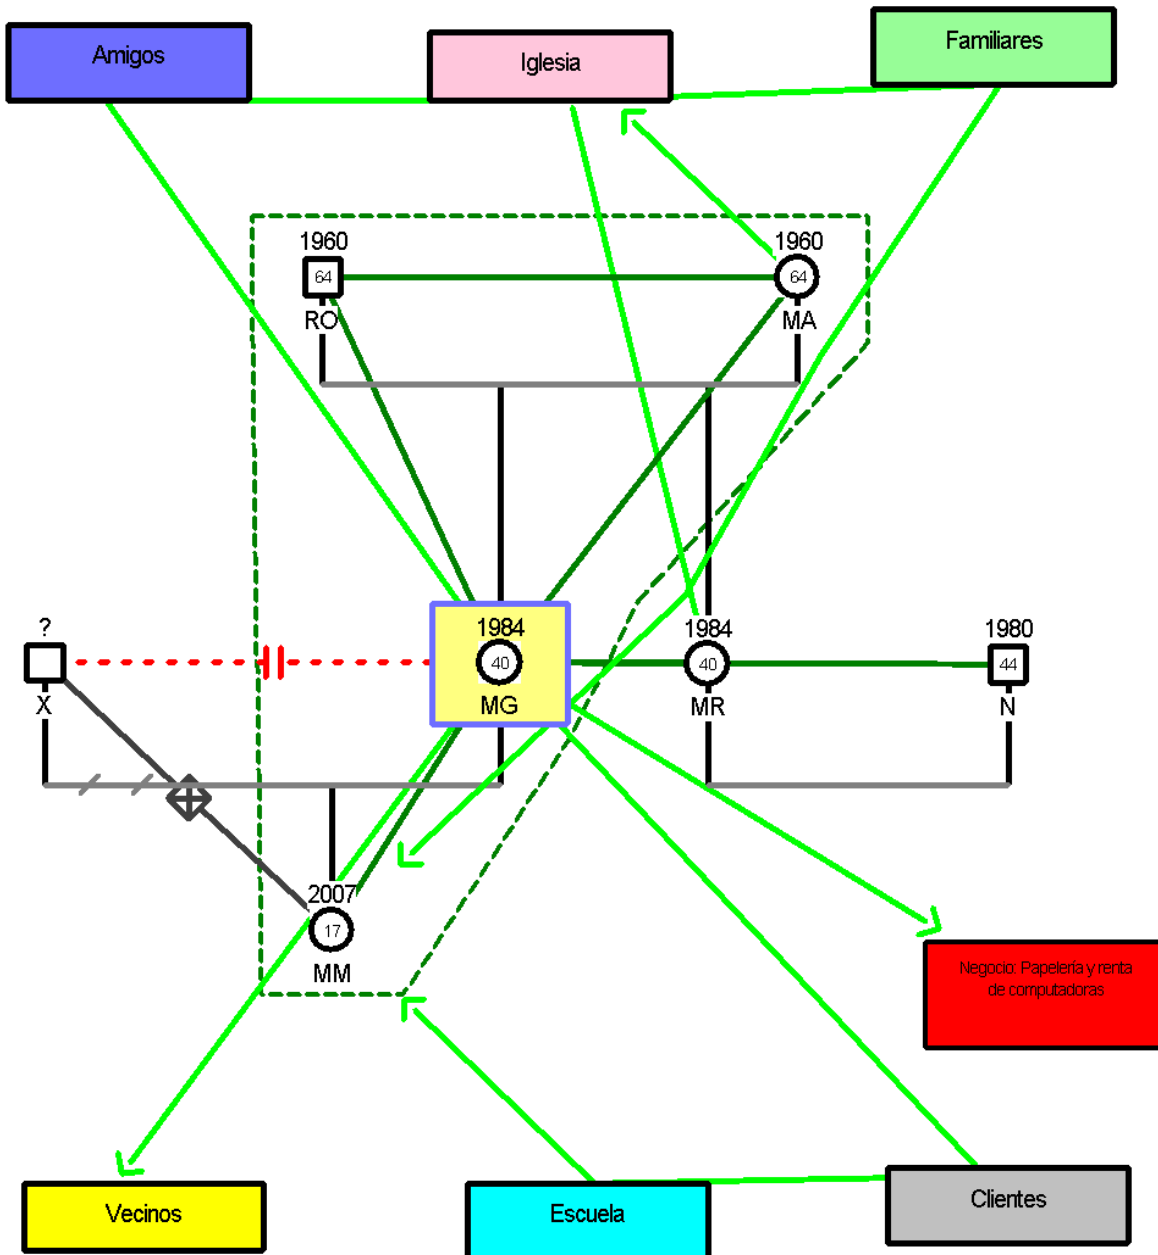 Amigos
Iglesia
Familiares
1960
1960
64
64
RO
MA
?
1984
1984
1980
40
40
44
X
MG
MR
N
2007
17
MM
Negocio: Papelería y renta
de computadoras
Vecinos
Escuela
Clientes